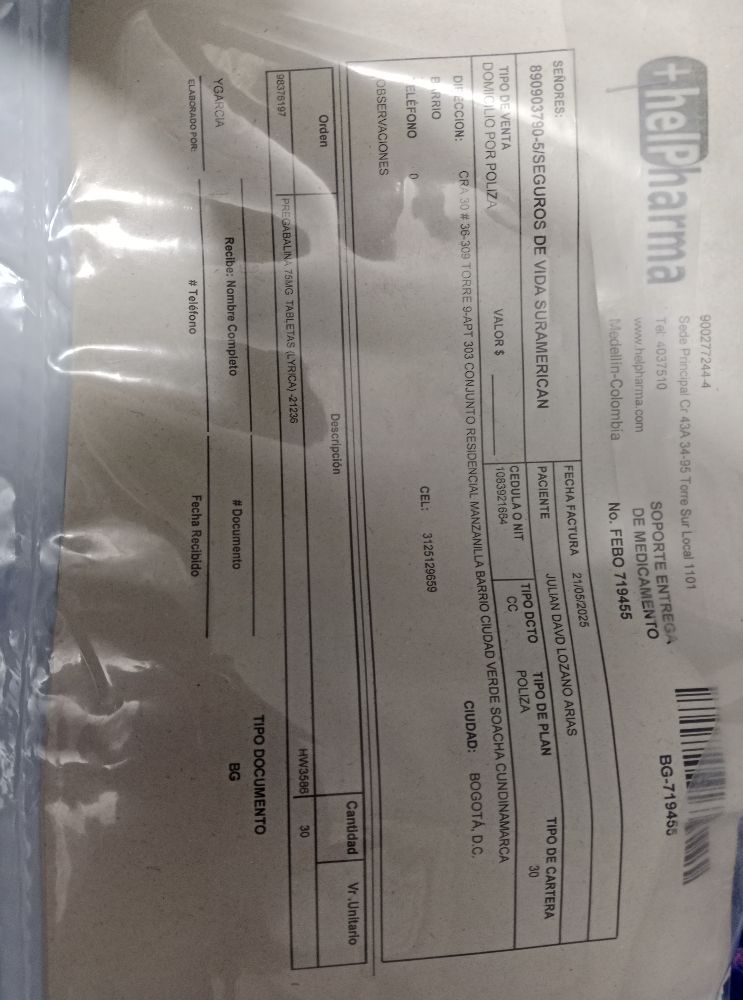 +helPharma
900277244-4
Sede Principal Cr 43A 34-95 Torre Sur Local 1101
Tel: 4037510
www.helpharma.com
Medellin-Colombia
SOPORTE ENTREGA
DE MEDICAMENTO
No. FEBO 719455
BG-719455
SEÑORES:
890903790-5/SEGUROS DE VIDA SURAMERICAN
FECHA FACTURA 21/05/2025
PACIENTE JULIAN DAVD LOZANO ARIAS
TIPO DE VENTA
DOMICILIO POR POLIZA
VALOR $
CEDULA O NIT
1083921664
TIPO DCTO
CC
TIPO DE PLAN
POLIZA
TIPO DE CARTERA
30
DIRECCION: CRA 30 # 36-309 TORRE 9-APT 303 CONJUNTO RESIDENCIAL MANZANILLA BARRIO CIUDAD VERDE SOACHA CUNDINAMARCA
BARRIO
CIUDAD: BOGOTÁ, D.C.
TELÉFONO 0
CEL: 3125129659
OBSERVACIONES
Orden Descripción Cantidad Vr .Unitario
98376197 PREGABALINA 75MG TABLETAS (LYRICA) -21236 HW3586 30
YGARCIA
ELABORADO POR:
Recibe: Nombre Completo
# Documento
TIPO DOCUMENTO
BG
# Teléfono
Fecha Recibido